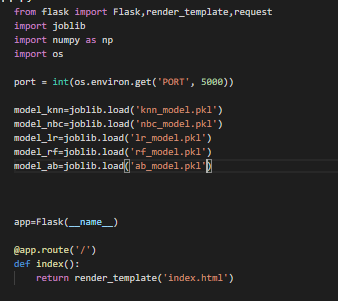 from flask import Flask,render_template,request
import joblib
import numpy as np
import os
port = int(os.environ.get('PORT', 5000))
model_knn=joblib.load('knn_model.pkl')
model_nbc=joblib.load('nbc_model.pkl')
model_lr=joblib.load('lr_model.pkl')
model_rf=joblib.load('rf_model.pkl')
model_ab=joblib.load('ab_model.pkl')
app=Flask(__name__)
@app.route('/')
def index():
    return render_template('index.html')